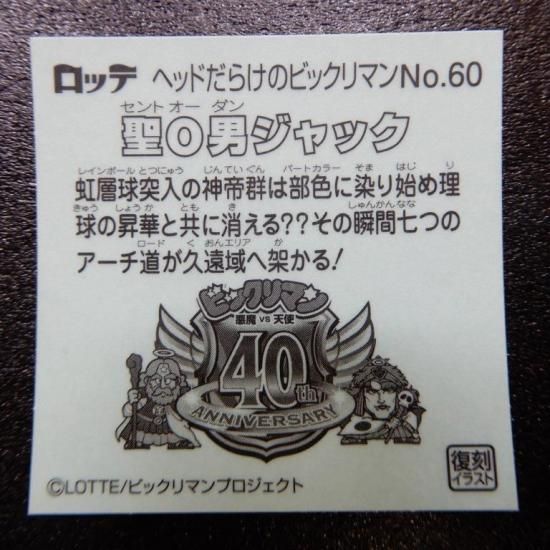 ロッテ ヘッドだらけのビックリマンNo.60
セント オー ダン
聖O男ジャック
レインボール とつにゅう じんていぐん パートカラー そま はじ り
虹層球突入の神帝群は部色に染り始め理
きゅう しょうか とも き しゅんかんなな
球の昇華と共に消える??その瞬間七つの
ロード く おんエリア か
アーチ道が久遠域へ架かる!
ビックリマン
悪魔VS天使
40th
ANNIVERSARY
復刻
イラスト
©LOTTE/ビックリマンプロジェクト